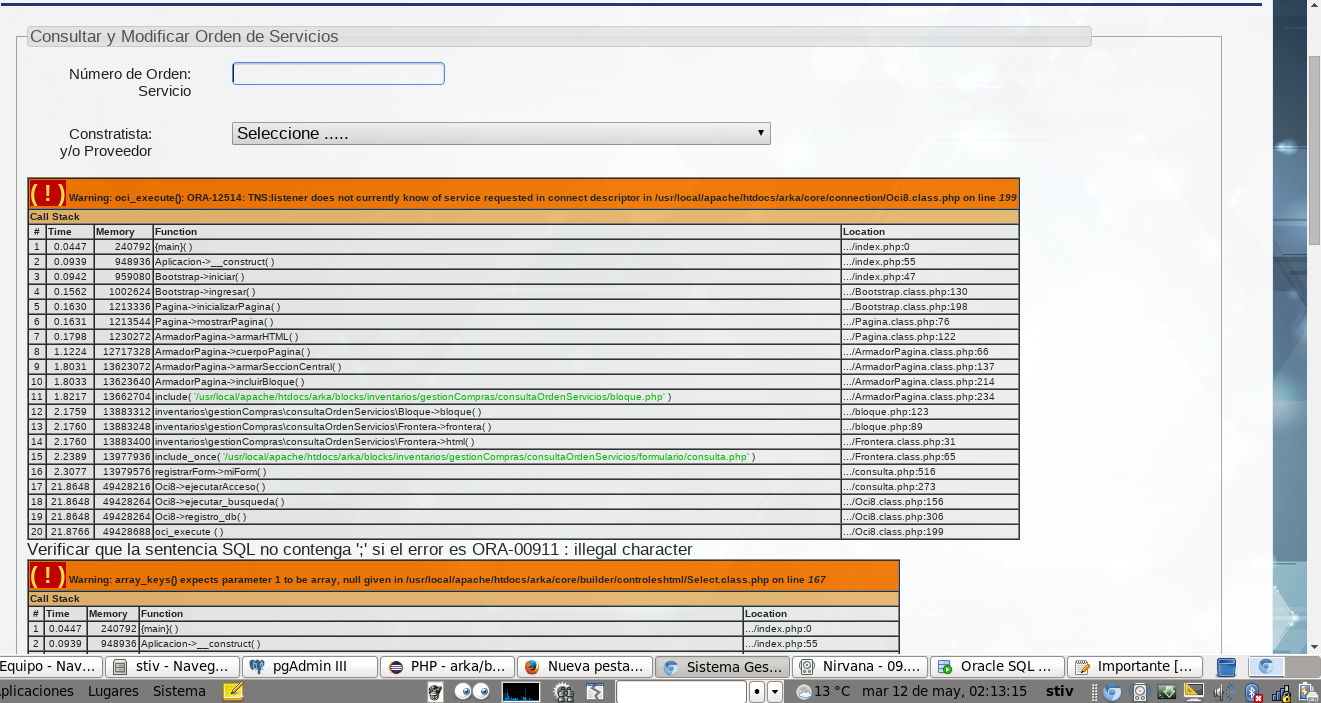 Consultar y Modificar Orden de Servicios
Número de Orden:
Servicio
Constratista:
y/o Proveedor
Seleccione .....
( ! ) Warning: oci_execute(): ORA-12514: TNS:listener does not currently know of service requested in connect descriptor in /usr/local/apache/htdocs/arka/core/connection/Oci8.class.php on line 199
Call Stack
# Time Memory Function Location
1 0.0447 240792 {main}( ) .../index.php:0
2 0.0939 948936 Aplicacion->__construct( ) .../index.php:55
3 0.0942 959080 Bootstrap->iniciar( ) .../index.php:47
4 0.1562 1002624 Bootstrap->ingresar( ) .../Bootstrap.class.php:130
5 0.1630 1213336 Pagina->inicializarPagina( ) .../Bootstrap.class.php:198
6 0.1631 1213544 Pagina->mostrarPagina( ) .../Pagina.class.php:76
7 0.1798 1230272 ArmadorPagina->armarHTML( ) .../Pagina.class.php:122
8 1.1224 12717328 ArmadorPagina->cuerpoPagina( ) .../ArmadorPagina.class.php:66
9 1.8031 13623072 ArmadorPagina->armarSeccionCentral( ) .../ArmadorPagina.class.php:137
10 1.8033 13623640 ArmadorPagina->incluirBloque( ) .../ArmadorPagina.class.php:214
11 1.8217 13662704 include( '/usr/local/apache/htdocs/arka/blocks/inventarios/gestionCompras/consultaOrdenServicios/bloque.php' ) .../ArmadorPagina.class.php:234
12 2.1759 13883312 inventarios\gestionCompras\consultaOrdenServicios\Bloque->bloque( ) .../bloque.php:123
13 2.1760 13883248 inventarios\gestionCompras\consultaOrdenServicios\Frontera->frontera( ) .../bloque.php:89
14 2.1760 13883400 inventarios\gestionCompras\consultaOrdenServicios\Frontera->html( ) .../Frontera.class.php:31
15 2.2389 13977936 include_once( '/usr/local/apache/htdocs/arka/blocks/inventarios/gestionCompras/consultaOrdenServicios/formulario/consulta.php' ) .../Frontera.class.php:65
16 2.3077 13979576 registrarForm->miForm( ) .../consulta.php:516
17 21.8648 49428216 Oci8->ejecutarAcceso( ) .../consulta.php:273
18 21.8648 49428264 Oci8->ejecutar_busqueda( ) .../Oci8.class.php:156
19 21.8648 49428264 Oci8->registro_db( ) .../Oci8.class.php:306
20 21.8766 49428688 oci_execute ( ) .../Oci8.class.php:199
Verificar que la sentencia SQL no contenga ';' si el error es ORA-00911 : illegal character
( ! ) Warning: array_keys() expects parameter 1 to be array, null given in /usr/local/apache/htdocs/arka/core/builder/controleshtml/Select.class.php on line 167
Call Stack
# Time Memory Function Location
1 0.0447 240792 {main}( ) .../index.php:0
2 0.0939 948936 Aplicacion->__construct( ) .../index.php:55
Equipo - Nav... stiv - Naveg... pgAdmin III PHP - arka/b... Nueva pesta... Sistema Ges... Nirvana - 09.... Oracle SQL ... Importante [...
plicaciones Lugares Sistema 13 °C mar 12 de may, 02:13:15 stiv